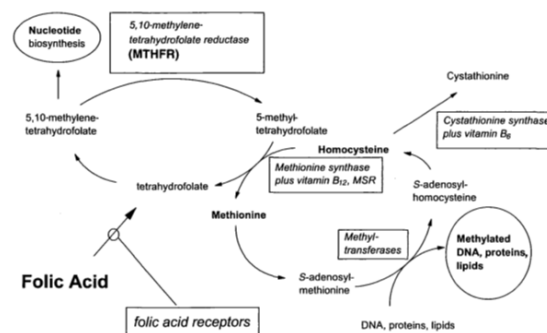 Nucleotide
biosynthesis
5,10-methylene-
tetrahydrofolate reductase
(MTHFR)
Cystathionine
5,10-methylene-
tetrahydrofolate
5-methyl-
tetrahydrofolate
Cystathionine synthase
plus vitamin B6
Homocysteine
Methionine synthase
plus vitamin B12, MSR
tetrahydrofolate
S-adenosyl-
homocysteine
Methionine
Methyl-
transferases
Methylated
DNA, proteins,
lipids
Folic Acid
S-adenosyl-
methionine
folic acid receptors
DNA, proteins, lipids